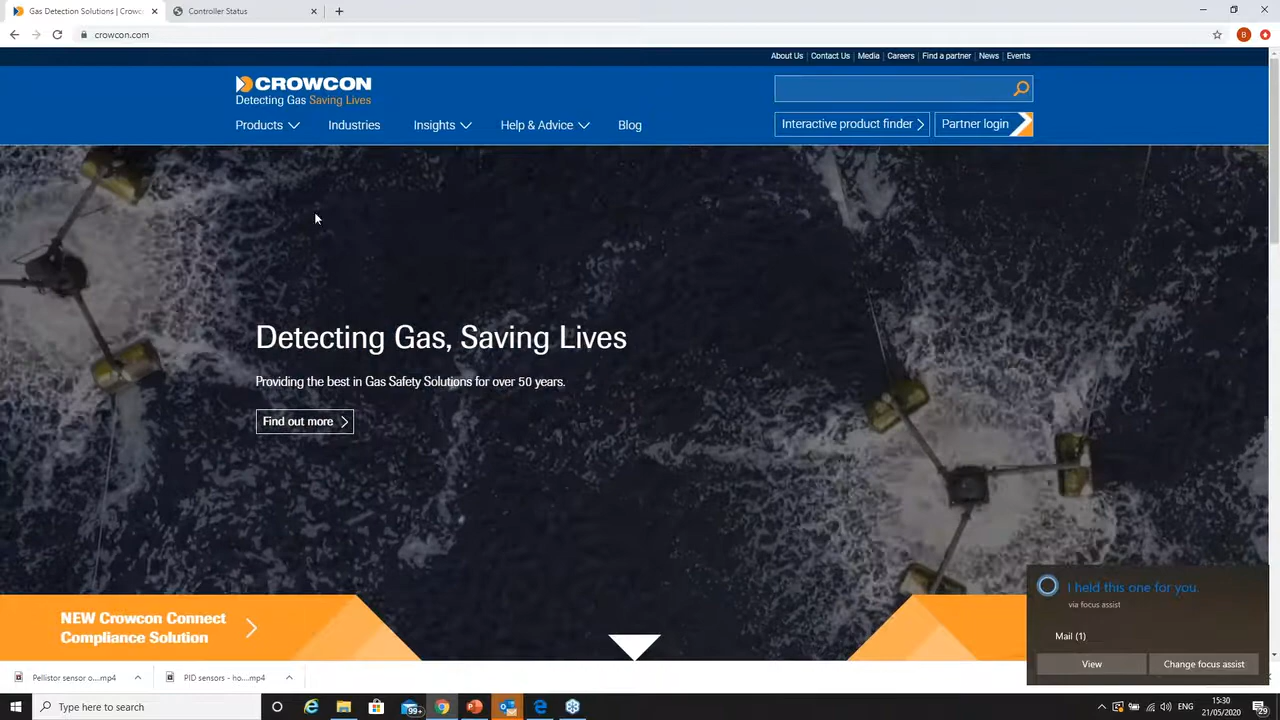 Gas Detection Solutions | Crowc
Controller Status
crowcon.com
B
About Us | Contact Us | Media | Careers | Find a partner | News | Events
CROWCON
Detecting Gas Saving Lives
Products
Industries
Insights
Help & Advice
Blog
Interactive product finder
Partner login
Detecting Gas, Saving Lives
Providing the best in Gas Safety Solutions for over 50 years.
Find out more
NEW Crowcon Connect
Compliance Solution
I held this one for you.
via focus assist
Mail (1)
View
Change focus assist
Pellistor sensor o....mp4
PID sensors - ho....mp4
Type here to search
99+
ENG
15:30
21/05/2020
29